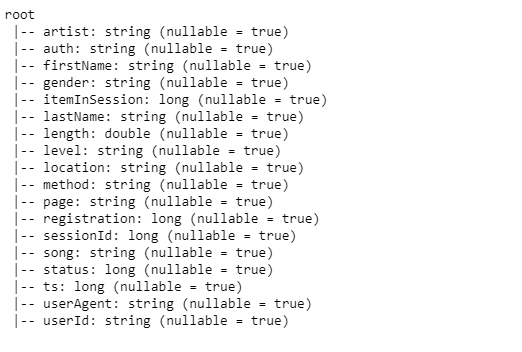 root
|-- artist: string (nullable = true)
|-- auth: string (nullable = true)
|-- firstName: string (nullable = true)
|-- gender: string (nullable = true)
|-- itemInSession: long (nullable = true)
|-- lastName: string (nullable = true)
|-- length: double (nullable = true)
|-- level: string (nullable = true)
|-- location: string (nullable = true)
|-- method: string (nullable = true)
|-- page: string (nullable = true)
|-- registration: long (nullable = true)
|-- sessionId: long (nullable = true)
|-- song: string (nullable = true)
|-- status: long (nullable = true)
|-- ts: long (nullable = true)
|-- userAgent: string (nullable = true)
|-- userId: string (nullable = true)